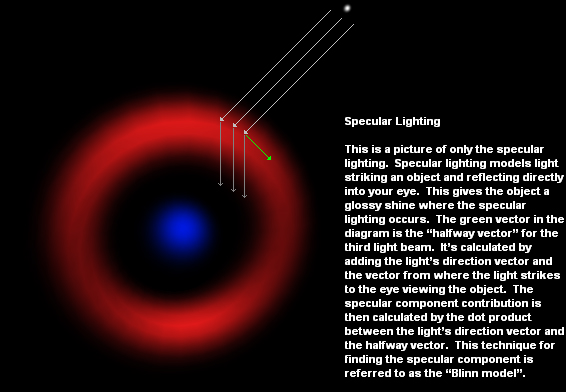 Specular Lighting
This is a picture of only the specular
lighting.  Specular lighting models light
striking an object and reflecting directly
into your eye.  This gives the object a
glossy shine where the specular
lighting occurs.  The green vector in the
diagram is the “halfway vector” for the
third light beam.  It’s calculated by
adding the light’s direction vector and
the vector from where the light strikes
to the eye viewing the object.  The
specular component contribution is
then calculated by the dot product
between the light’s direction vector and
the halfway vector.  This technique for
finding the specular component is
referred to as the “Blinn model”.